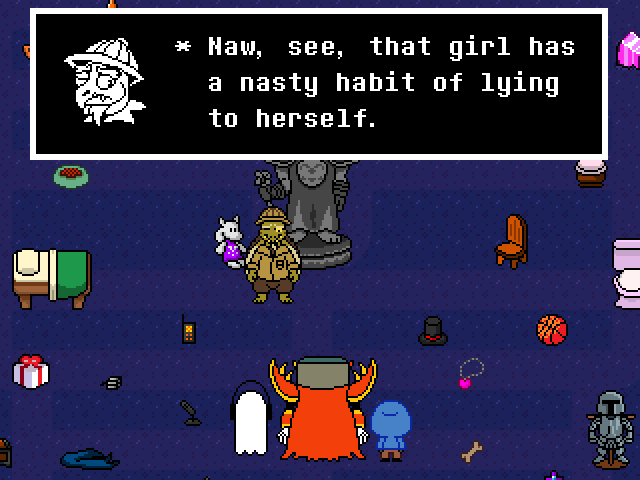 * Naw, see, that girl has
a nasty habit of lying
to herself.